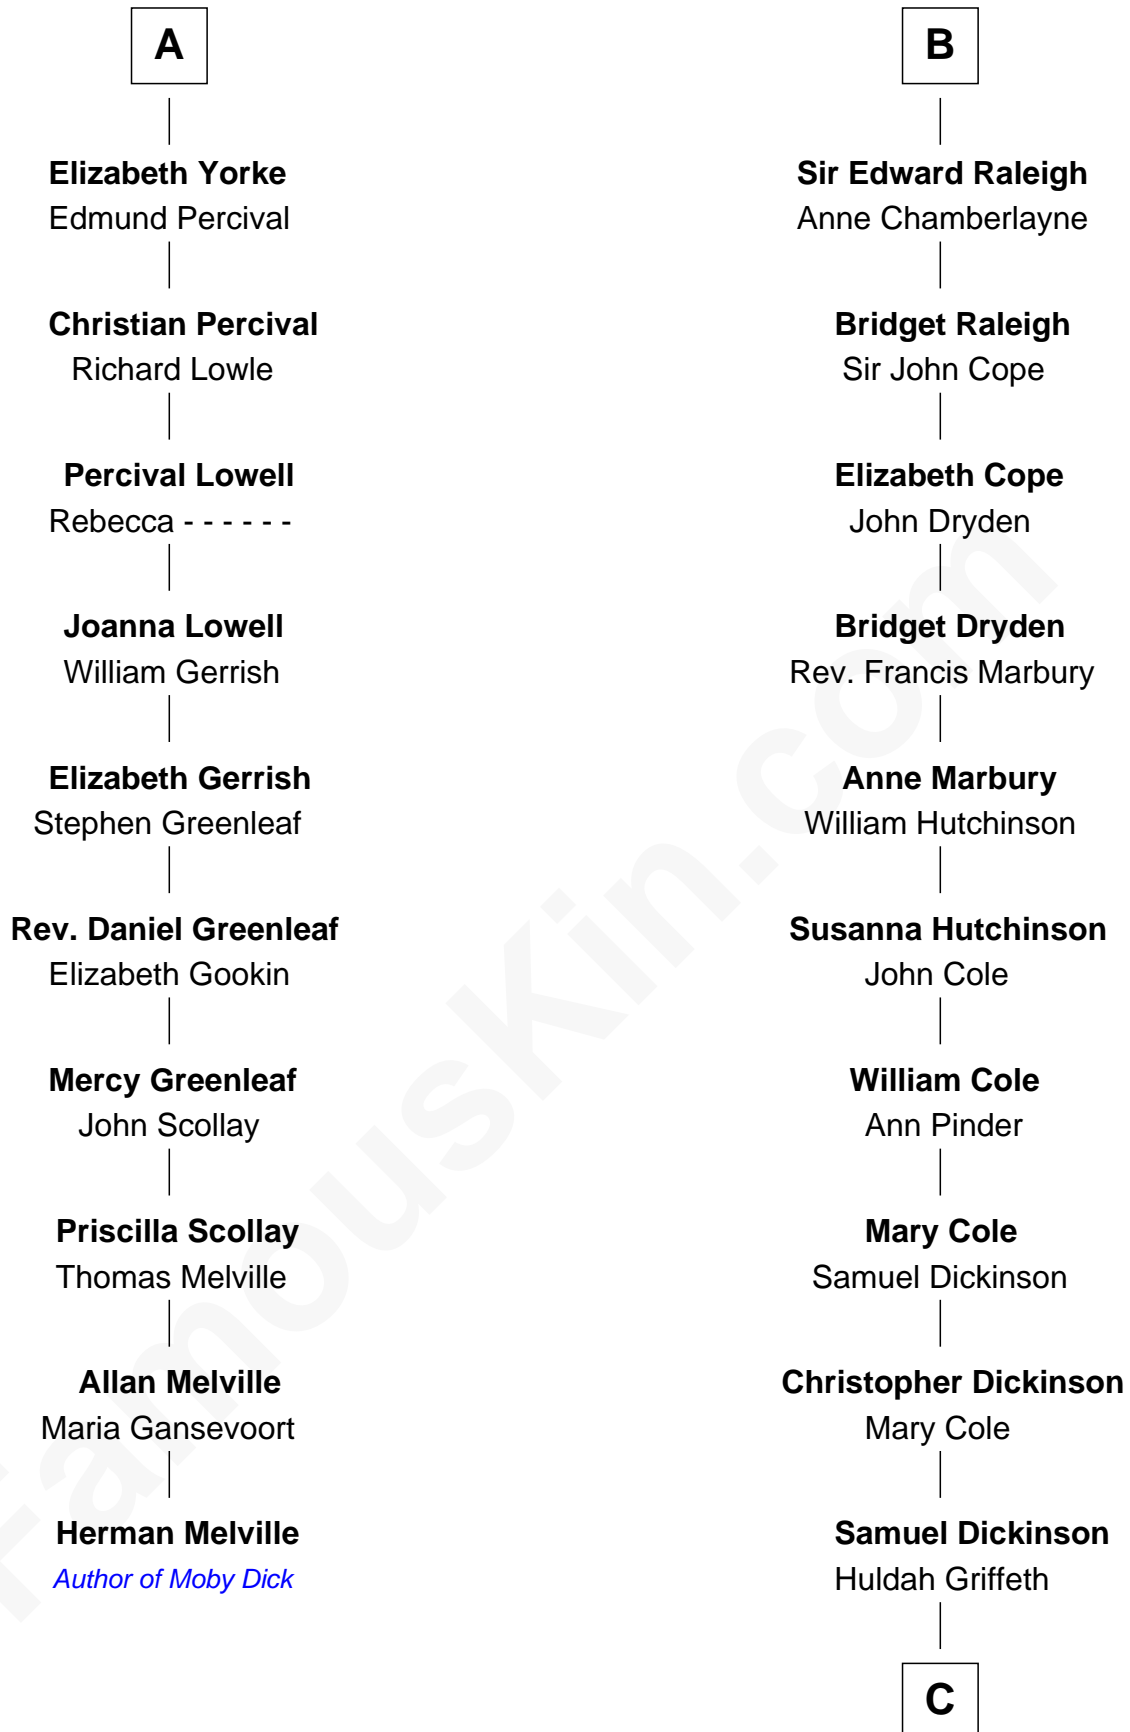 A
Elizabeth Yorke
Edmund Percival
Christian Percival
Richard Lowle
Percival Lowell
Rebecca - - - - - -
Joanna Lowell
William Gerrish
Elizabeth Gerrish
Stephen Greenleaf
Rev. Daniel Greenleaf
Elizabeth Gookin
Mercy Greenleaf
John Scollay
Priscilla Scollay
Thomas Melville
Allan Melville
Maria Gansevoort
Herman Melville
Author of Moby Dick
B
Sir Edward Raleigh
Anne Chamberlayne
Bridget Raleigh
Sir John Cope
Elizabeth Cope
John Dryden
Bridget Dryden
Rev. Francis Marbury
Anne Marbury
William Hutchinson
Susanna Hutchinson
John Cole
William Cole
Ann Pinder
Mary Cole
Samuel Dickinson
Christopher Dickinson
Mary Cole
Samuel Dickinson
Huldah Griffeth
C
FamousKin.com